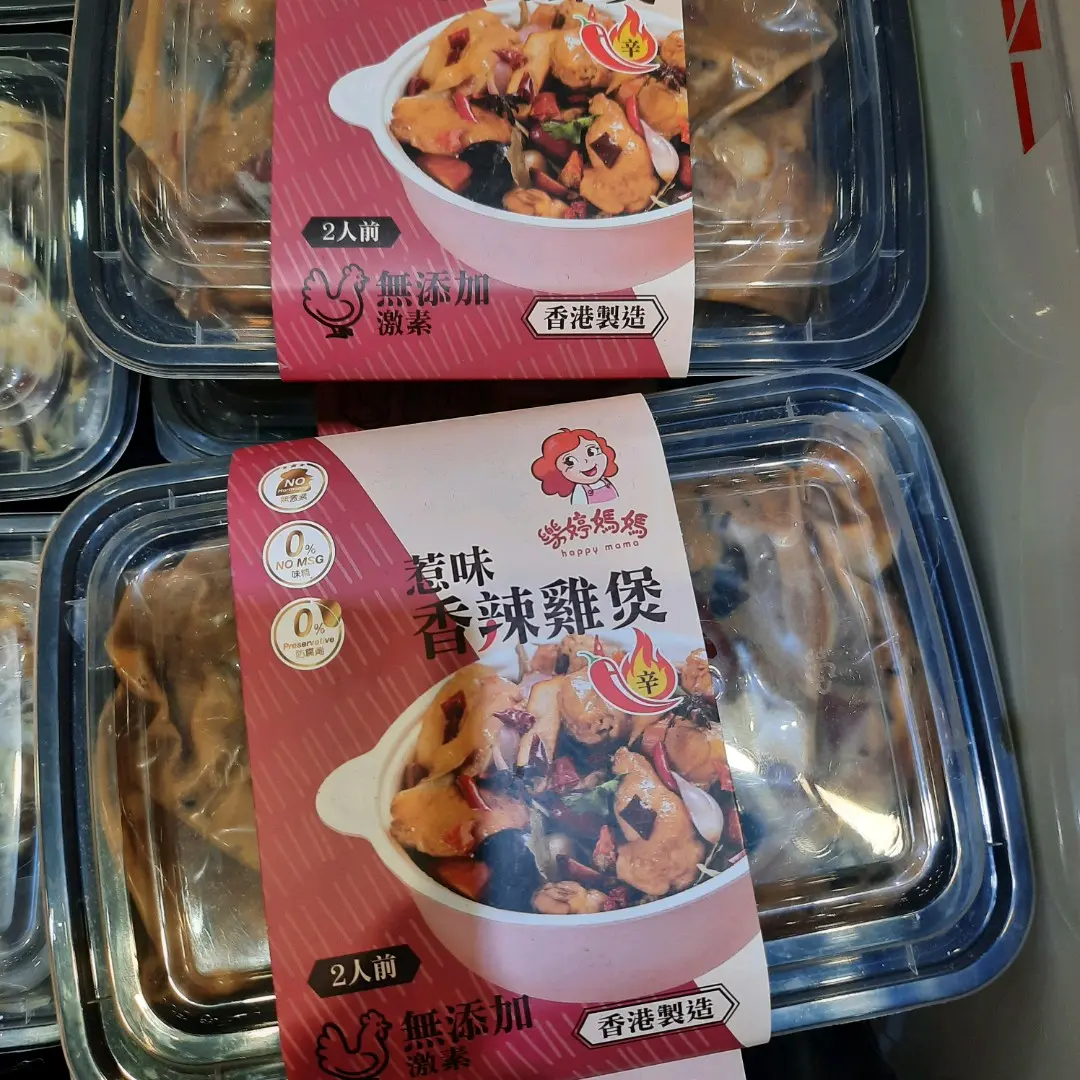 辛
2人前
無添加
激素
香港製造
NO
0%
NO MSG
味精
0%
Preservative
防腐劑
樂婷媽媽
happy mama
惹味
香辣雞煲
辛
2人前
無添加
激素
香港製造